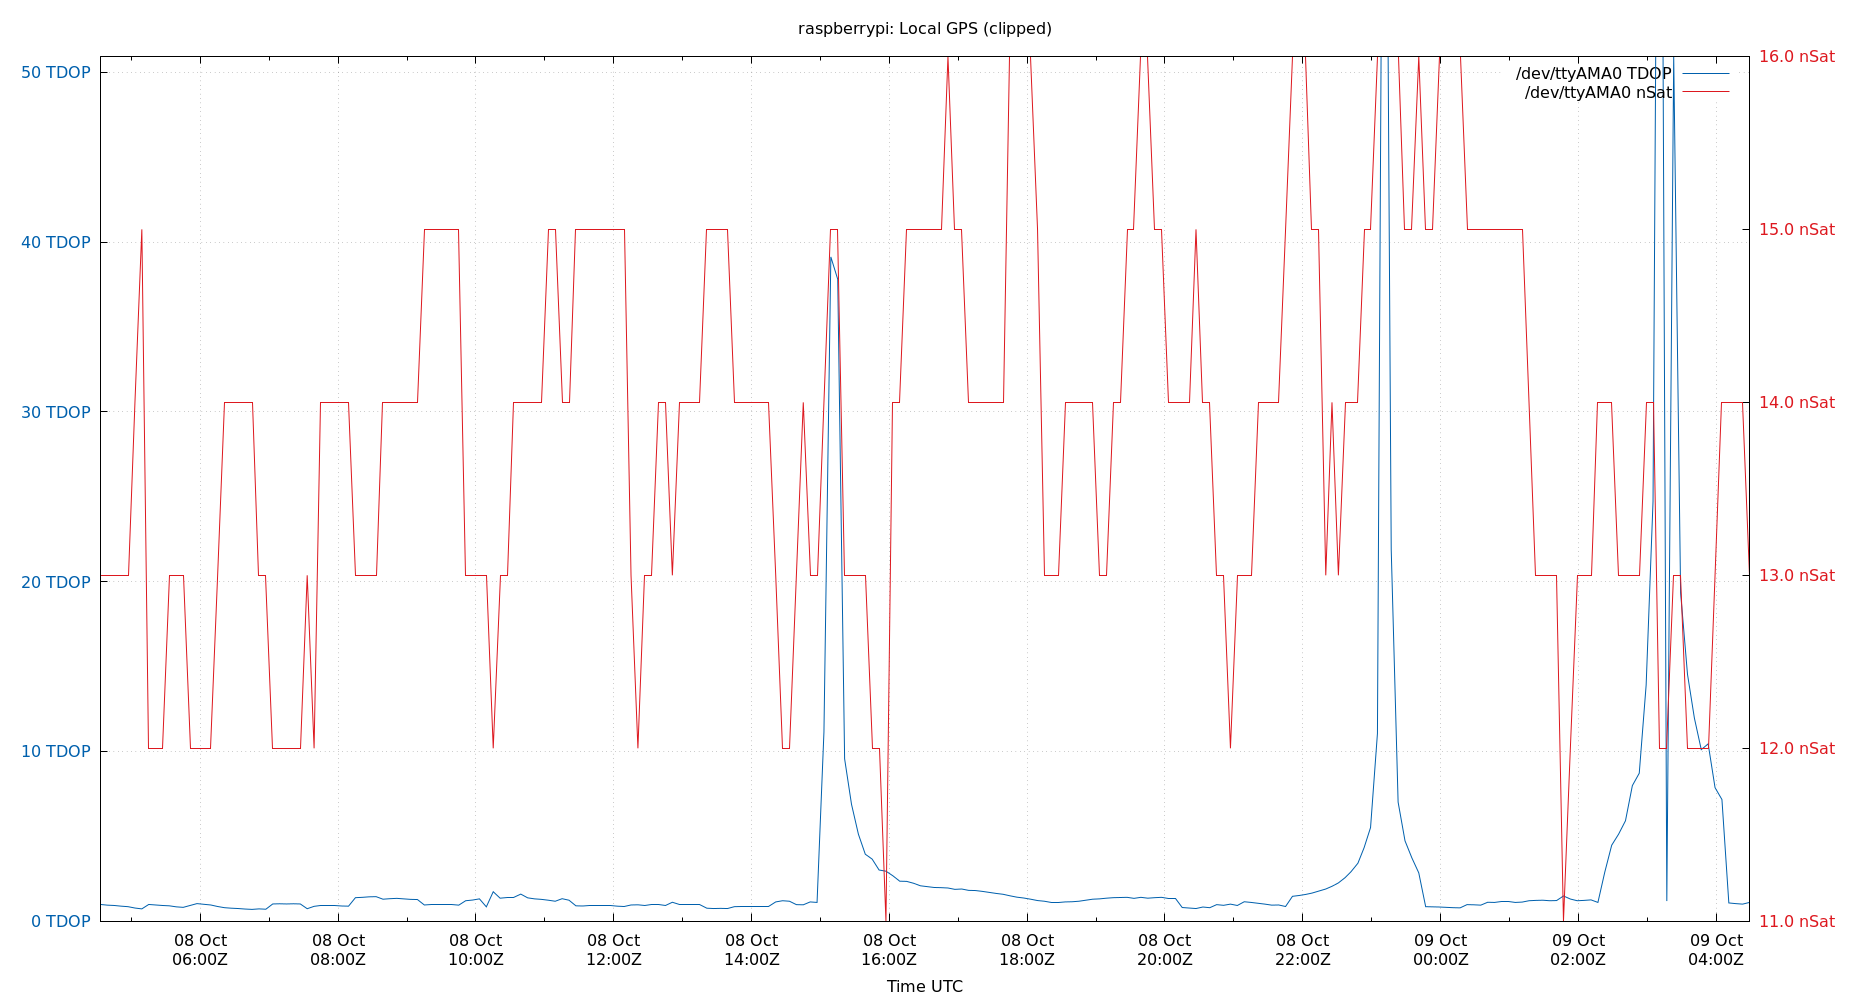 raspberrypi: Local GPS (clipped)
50 TDOP
40 TDOP
30 TDOP
20 TDOP
10 TDOP
0 TDOP
/dev/ttyAMA0 TDOP
/dev/ttyAMA0 nSat
16.0 nSat
15.0 nSat
14.0 nSat
13.0 nSat
12.0 nSat
11.0 nSat
08 Oct 08 Oct 08 Oct 08 Oct 08 Oct 08 Oct 08 Oct 08 Oct 08 Oct 09 Oct 09 Oct 09 Oct
06:00Z 08:00Z 10:00Z 12:00Z 14:00Z 16:00Z 18:00Z 20:00Z 22:00Z 00:00Z 02:00Z 04:00Z
Time UTC